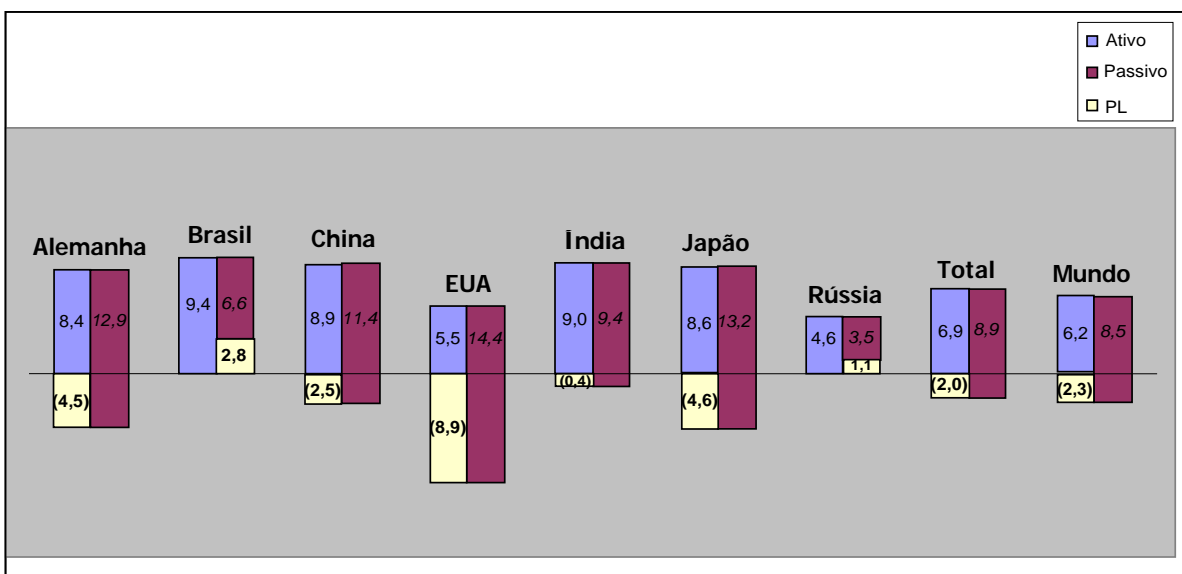 Ativo
Passivo
PL
Alemanha
8,4
12,9
(4,5)
Brasil
9,4
6,6
2,8
China
8,9
11,4
(2,5)
EUA
5,5
14,4
(8,9)
Índia
9,0
9,4
(0,4)
Japão
8,6
13,2
(4,6)
Rússia
4,6
3,5
1,1
Total
6,9
8,9
(2,0)
Mundo
6,2
8,5
(2,3)